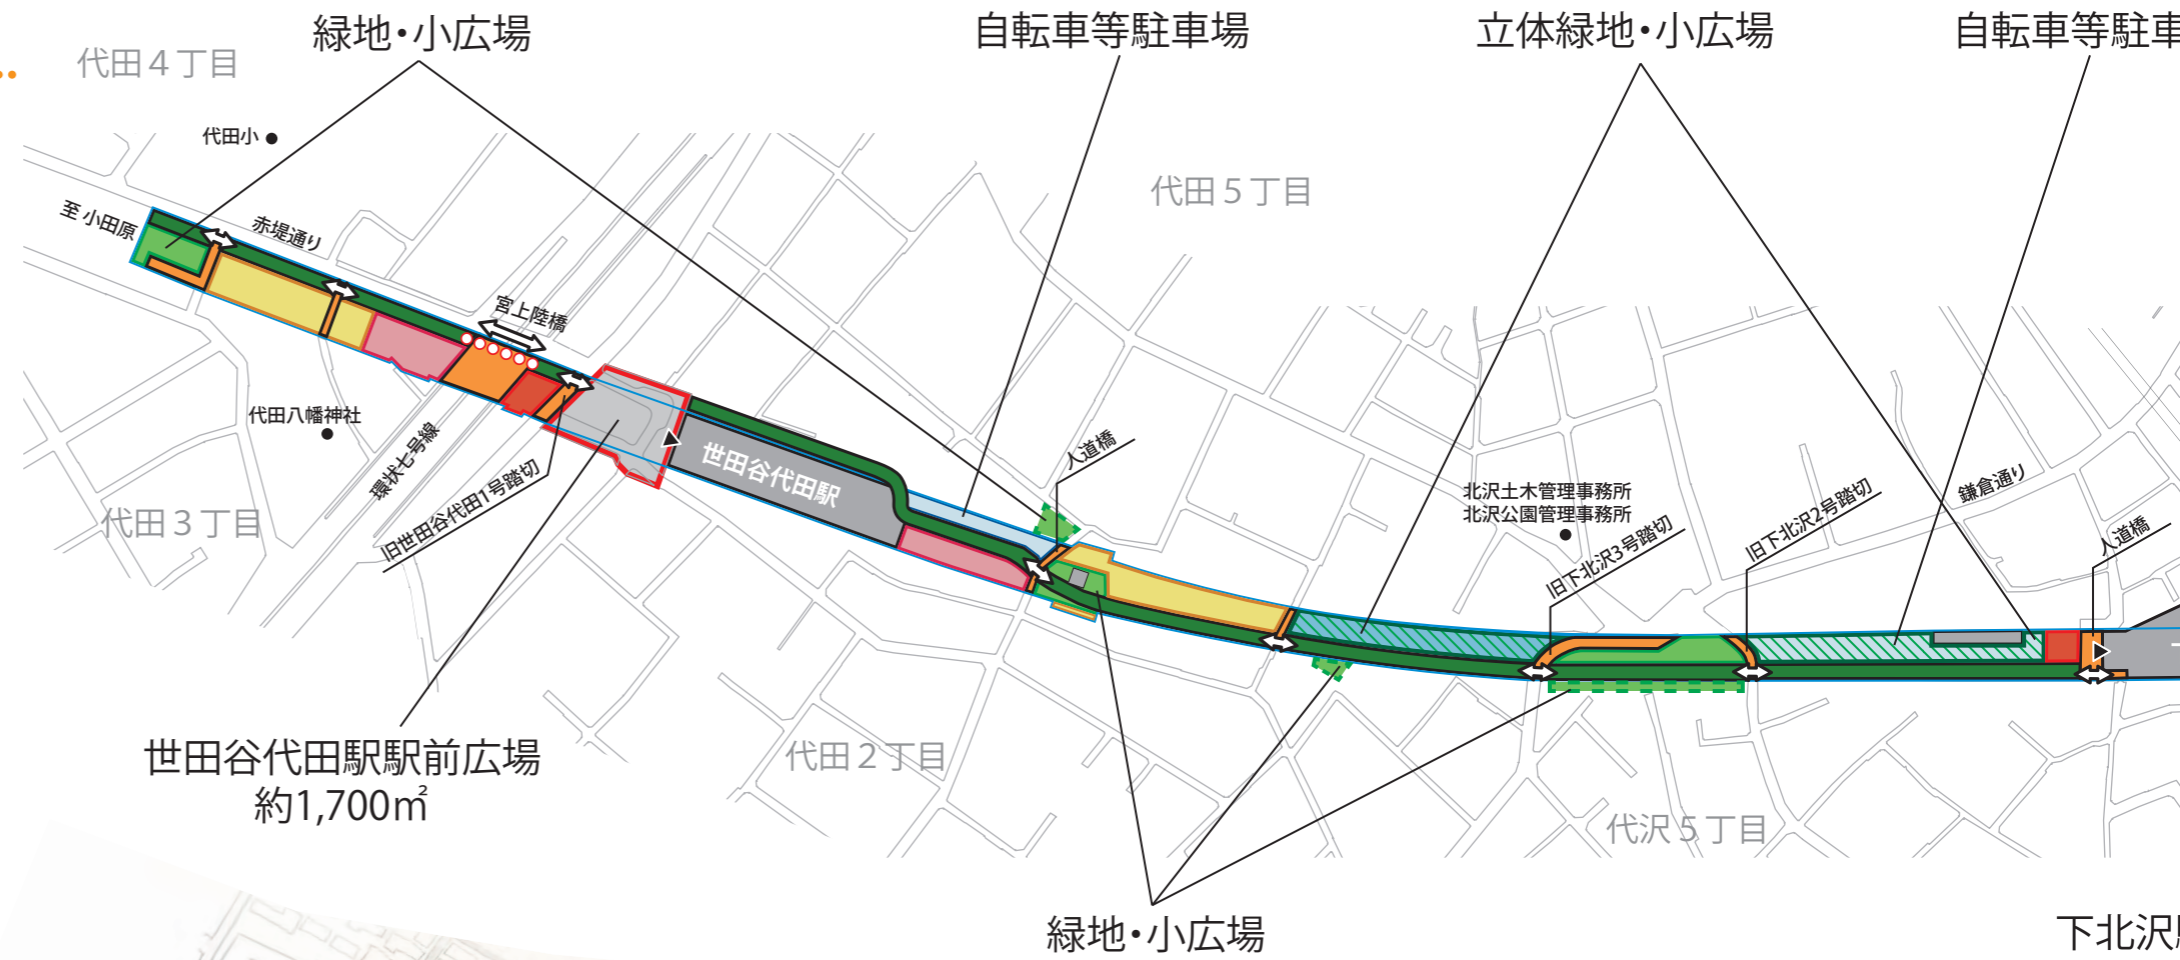 緑地・小広場
自転車等駐車場
立体緑地・小広場
自転車等駐車
代田4丁目
代田小
代田5丁目
至 小田原
赤堤通り
宮上陸橋
代田八幡神社
環状七号線
代田3丁目
旧世田谷代田1号踏切
世田谷代田駅
人道橋
北沢土木管理事務所
北沢公園管理事務所
旧下北沢3号踏切
旧下北沢2号踏切
鎌倉通り
人道橋
世田谷代田駅駅前広場
約1,700㎡
代田2丁目
代沢5丁目
緑地・小広場
下北沢